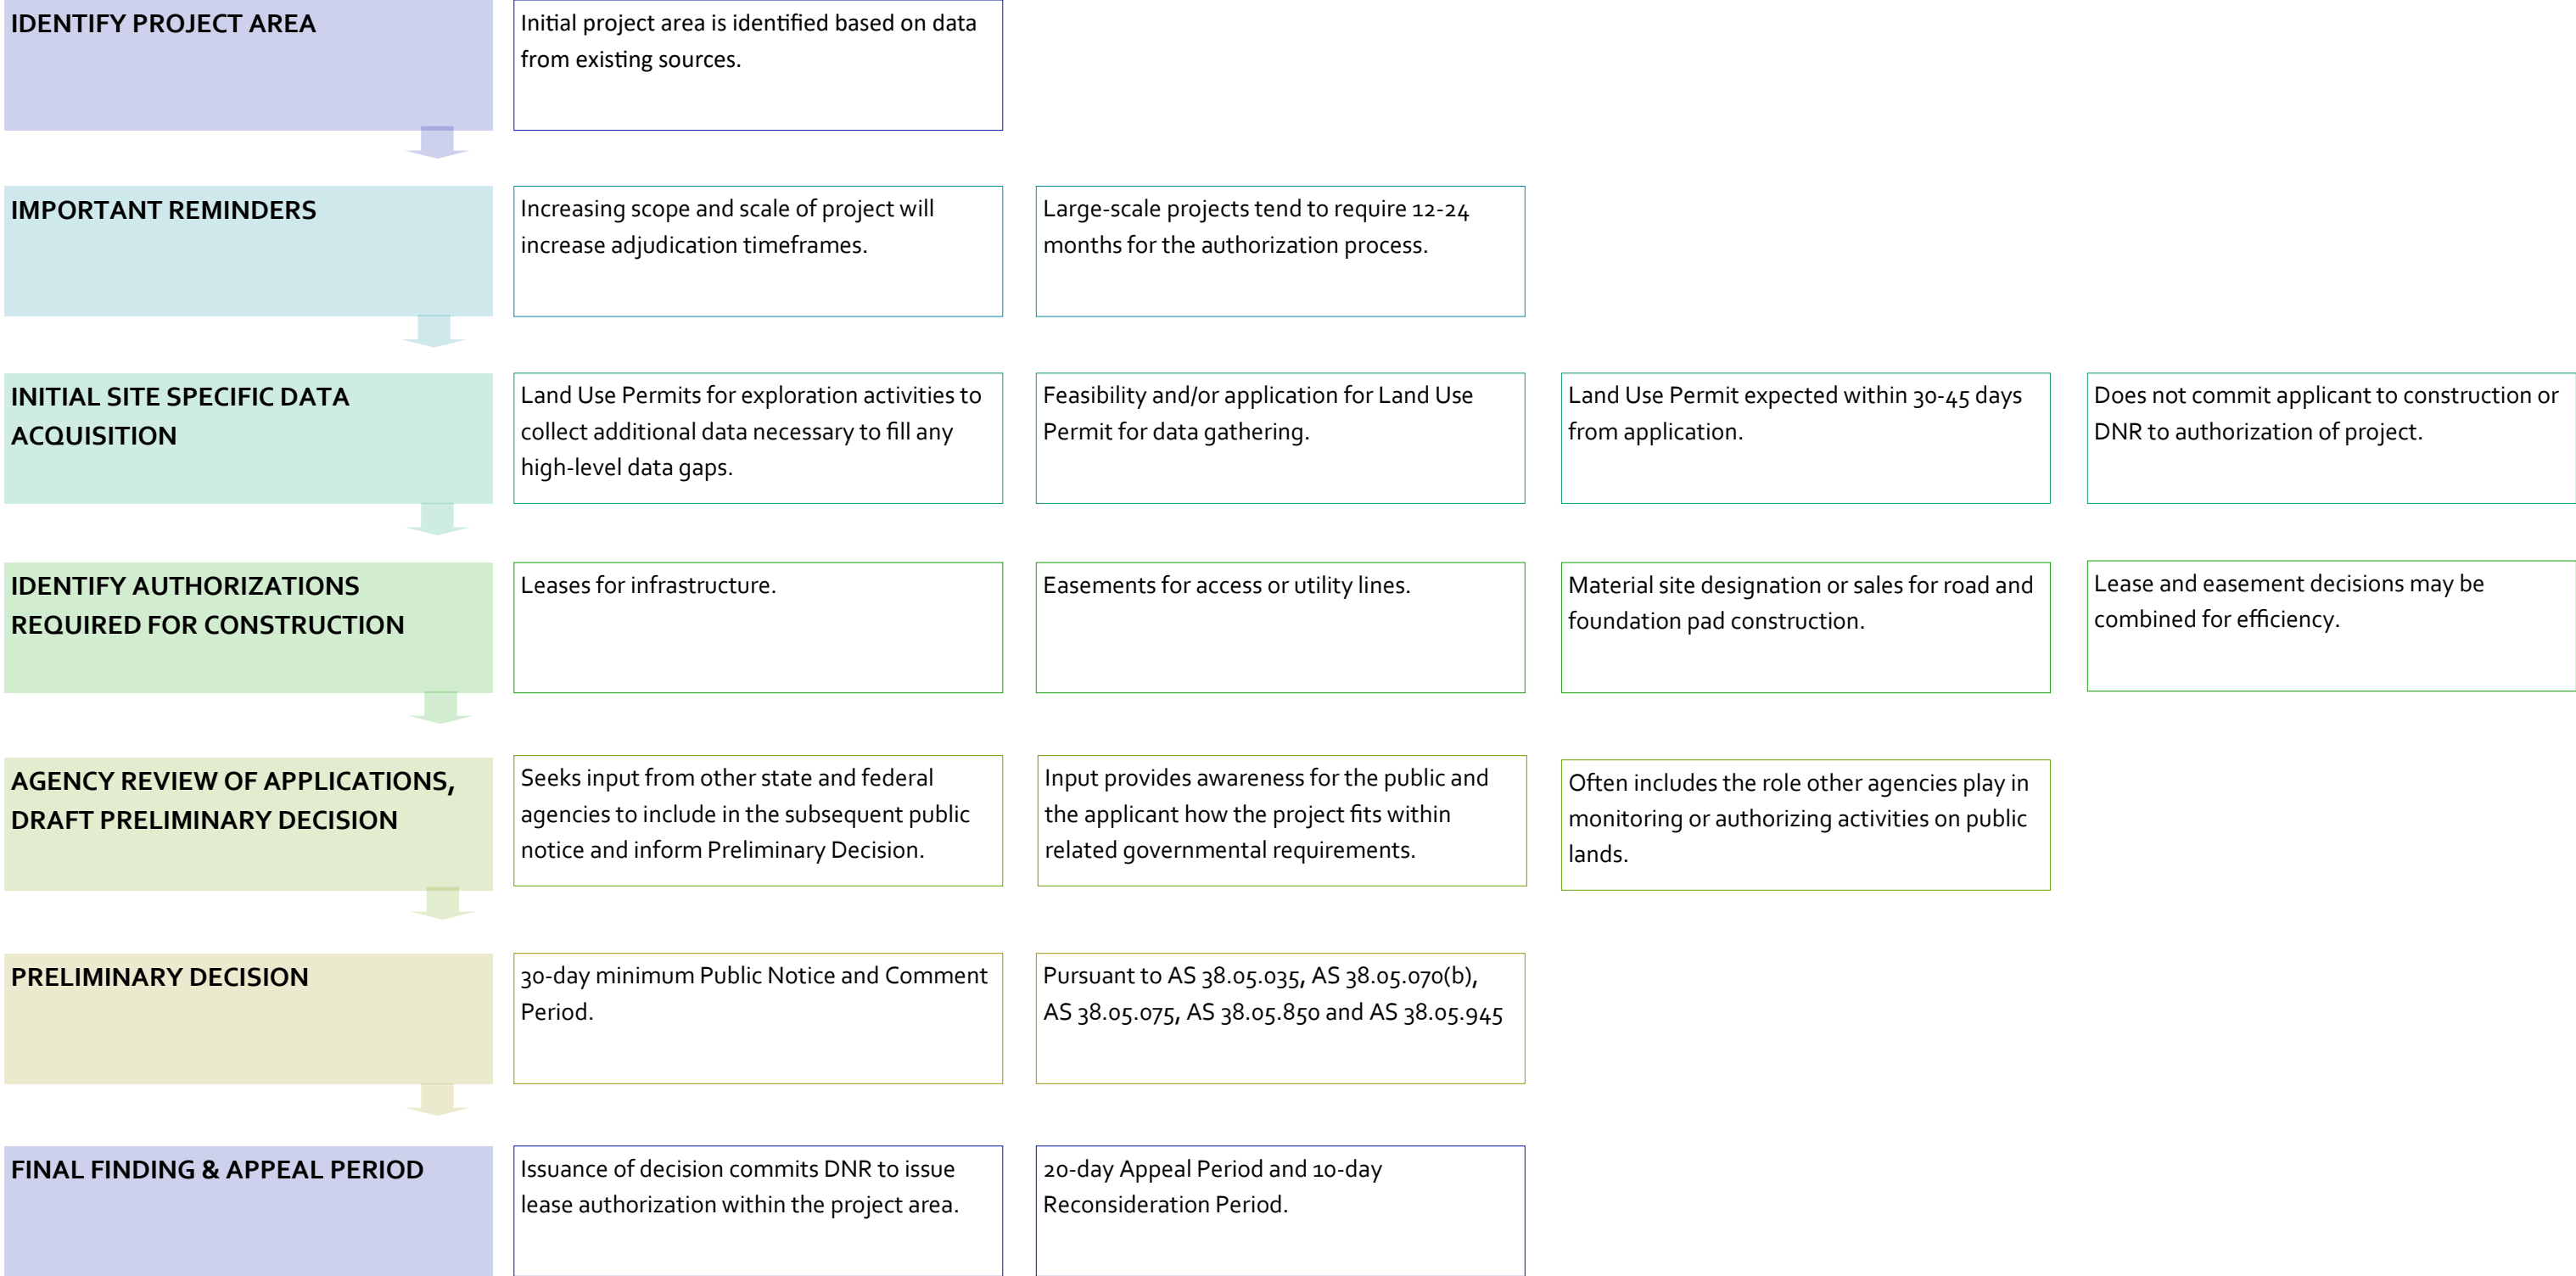 IDENTIFY PROJECT AREA
Initial project area is identified based on data
from existing sources.
IMPORTANT REMINDERS
Increasing scope and scale of project will
increase adjudication timeframes.
Large-scale projects tend to require 12-24
months for the authorization process.
INITIAL SITE SPECIFIC DATA
ACQUISITION
Land Use Permits for exploration activities to
collect additional data necessary to fill any
high-level data gaps.
Feasibility and/or application for Land Use
Permit for data gathering.
Land Use Permit expected within 30-45 days
from application.
Does not commit applicant to construction or
DNR to authorization of project.
IDENTIFY AUTHORIZATIONS
REQUIRED FOR CONSTRUCTION
Leases for infrastructure.
Easements for access or utility lines.
Material site designation or sales for road and
foundation pad construction.
Lease and easement decisions may be
combined for efficiency.
AGENCY REVIEW OF APPLICATIONS,
DRAFT PRELIMINARY DECISION
Seeks input from other state and federal
agencies to include in the subsequent public
notice and inform Preliminary Decision.
Input provides awareness for the public and
the applicant how the project fits within
related governmental requirements.
Often includes the role other agencies play in
monitoring or authorizing activities on public
lands.
PRELIMINARY DECISION
30-day minimum Public Notice and Comment
Period.
Pursuant to AS 38.05.035, AS 38.05.070(b),
AS 38.05.075, AS 38.05.850 and AS 38.05.945
FINAL FINDING & APPEAL PERIOD
Issuance of decision commits DNR to issue
lease authorization within the project area.
20-day Appeal Period and 10-day
Reconsideration Period.